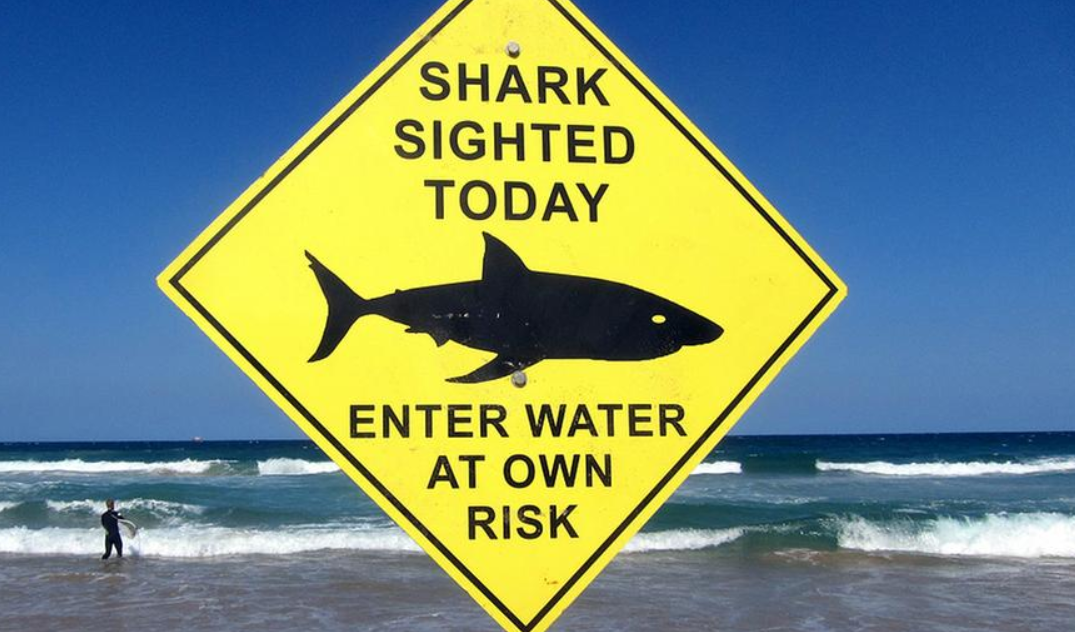 SHARK
SIGHTED
TODAY
ENTER WATER
AT OWN
RISK